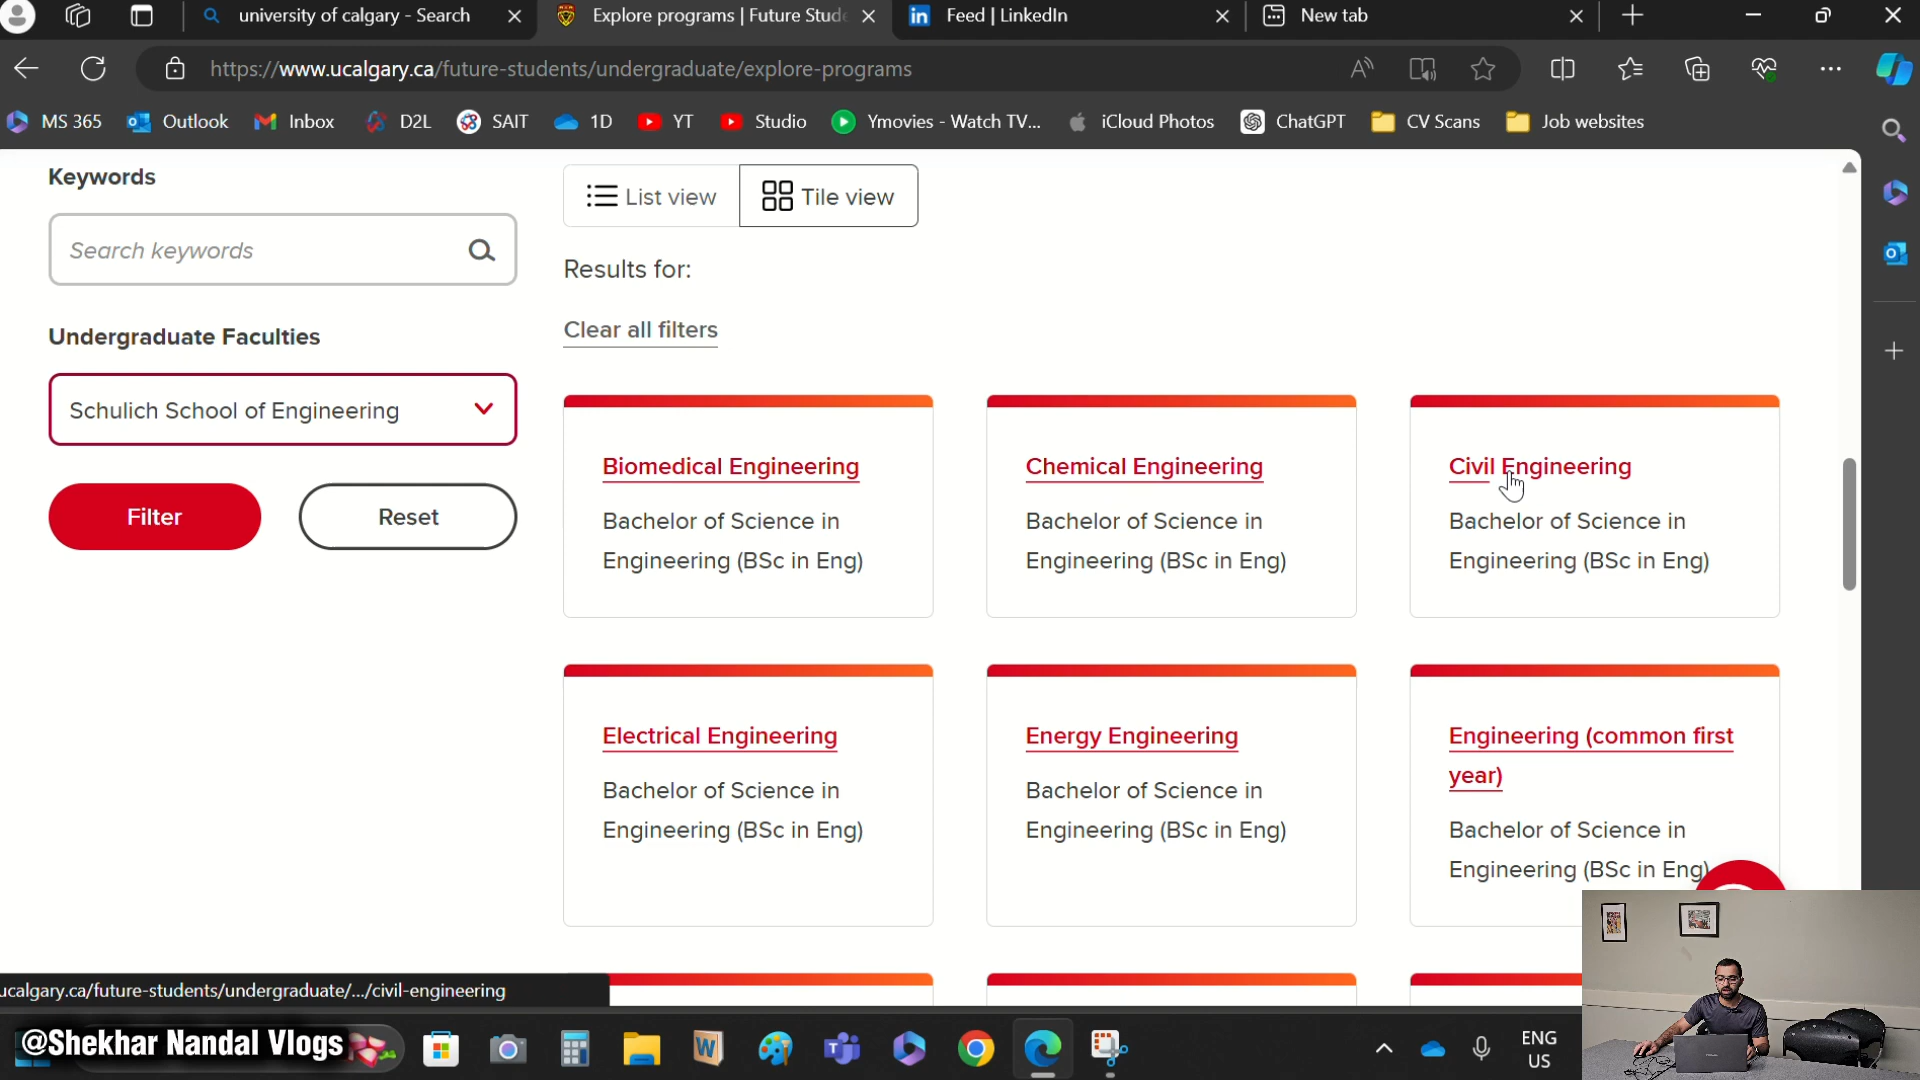 university of calgary - Search
Explore programs | Future Stude
Feed | LinkedIn
New tab
https://www.ucalgary.ca/future-students/undergraduate/explore-programs
MS 365
Outlook
Inbox
D2L
SAIT
1D
YT
Studio
Ymovies - Watch TV...
iCloud Photos
ChatGPT
CV Scans
Job websites
Keywords
Search keywords
Undergraduate Faculties
Schulich School of Engineering
Filter
Reset
List view
Tile view
Results for:
Clear all filters
Biomedical Engineering
Bachelor of Science in
Engineering (BSc in Eng)
Chemical Engineering
Bachelor of Science in
Engineering (BSc in Eng)
Civil Engineering
Bachelor of Science in
Engineering (BSc in Eng)
Electrical Engineering
Bachelor of Science in
Engineering (BSc in Eng)
Energy Engineering
Bachelor of Science in
Engineering (BSc in Eng)
Engineering (common first
year)
Bachelor of Science in
Engineering (BSc in Eng)
ucalgary.ca/future-students/undergraduate/.../civil-engineering
@Shekhar Nandal Vlogs
ENG
US